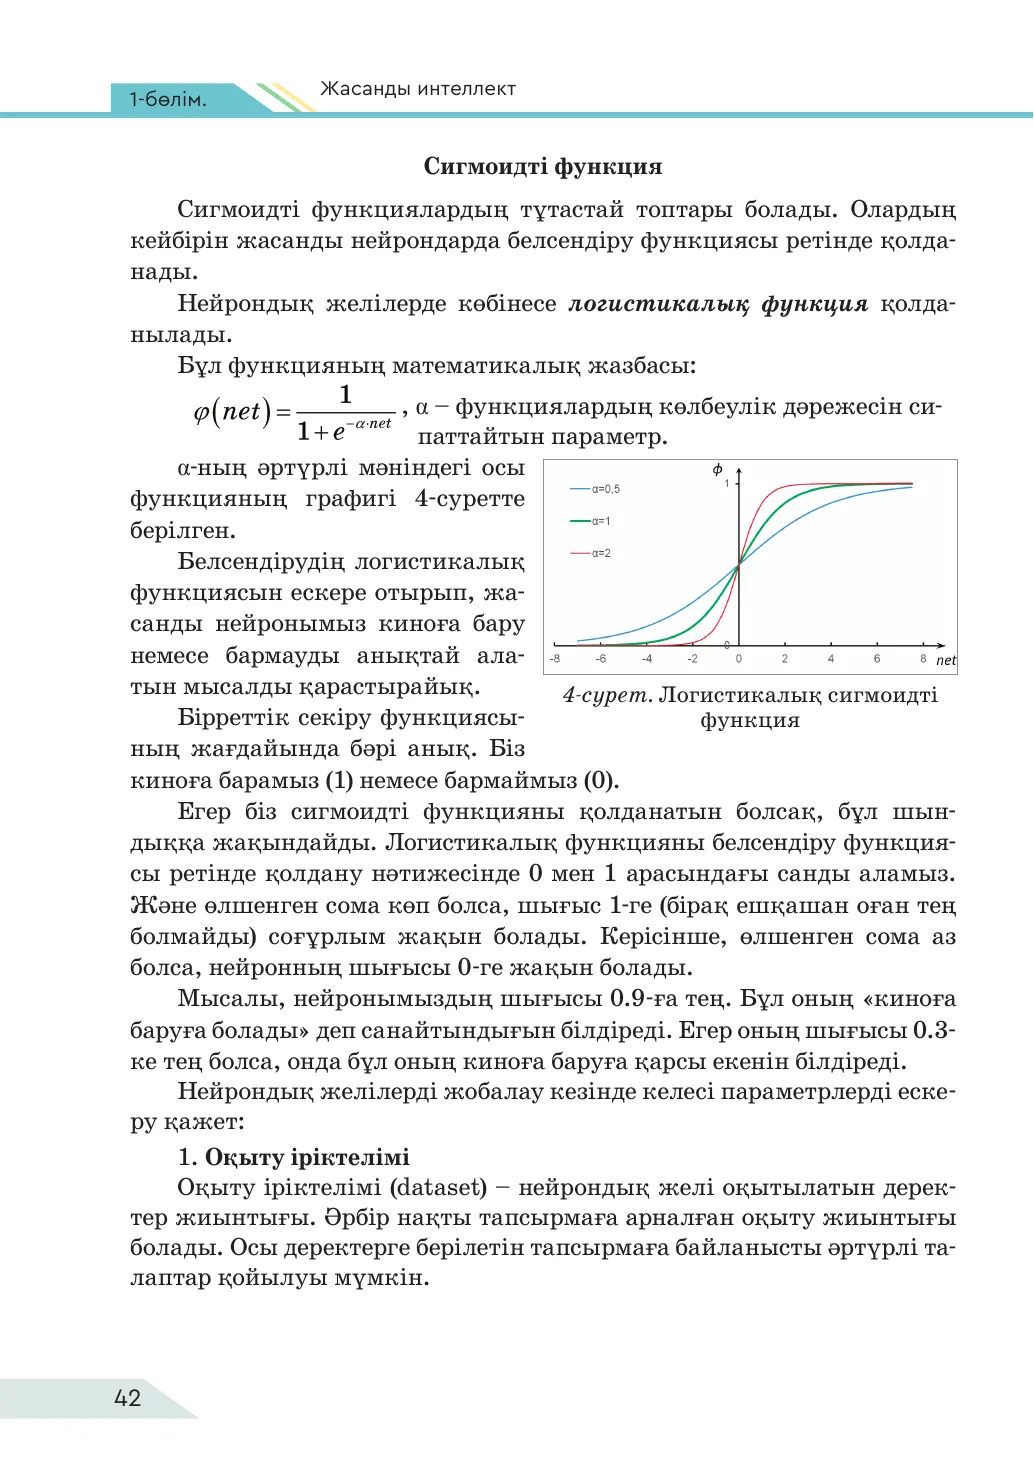 1-бөлім.
Жасанды интеллект
Сигмоидті функция
Сигмоидті функциялардың тұтастай топтары болады. Олардың
кейбірін жасанды нейрондарда белсендіру функциясы ретінде қолда-
нады.
Нейрондық желілерде көбінесе логистикалық функция қолда-
нылады.
Бұл функцияның математикалық жазбасы:
φ(net) = 1 / (1 + e^(−α·net)), α – функциялардың көлбеулік дәрежесін си-
паттайтын параметр.
α-ның әртүрлі мәніндегі осы
функцияның графигі 4-суретте
берілген.
Белсендірудің логистикалық
функциясын ескере отырып, жа-
санды нейронымыз киноға бару
немесе бармауды анықтай ала-
тын мысалды қарастырайық.
Бірреттік секіру функциясы-
ның жағдайында бәрі анық. Біз
ϕ
1
α=0,5
α=1
α=2
0
-8 -6 -4 -2 0 2 4 6 8 net
4-сурет. Логистикалық сигмоидті
функция
киноға барамыз (1) немесе бармаймыз (0).
Егер біз сигмоидті функцияны қолданатын болсақ, бұл шын-
дыққа жақындайды. Логистикалық функцияны белсендіру функция-
сы ретінде қолдану нәтижесінде 0 мен 1 арасындағы санды аламыз.
Және өлшенген сома көп болса, шығыс 1-ге (бірақ ешқашан оған тең
болмайды) соғұрлым жақын болады. Керісінше, өлшенген сома аз
болса, нейронның шығысы 0-ге жақын болады.
Мысалы, нейронымыздың шығысы 0.9-ға тең. Бұл оның «киноға
баруға болады» деп санайтындығын білдіреді. Егер оның шығысы 0.3-
ке тең болса, онда бұл оның киноға баруға қарсы екенін білдіреді.
Нейрондық желілерді жобалау кезінде келесі параметрлерді еске-
ру қажет:
1. Оқыту іріктелімі
Оқыту іріктелімі (dataset) – нейрондық желі оқытылатын дерек-
тер жиынтығы. Әрбір нақты тапсырмаға арналған оқыту жиынтығы
болады. Осы деректерге берілетін тапсырмаға байланысты әртүрлі та-
лаптар қойылуы мүмкін.
42